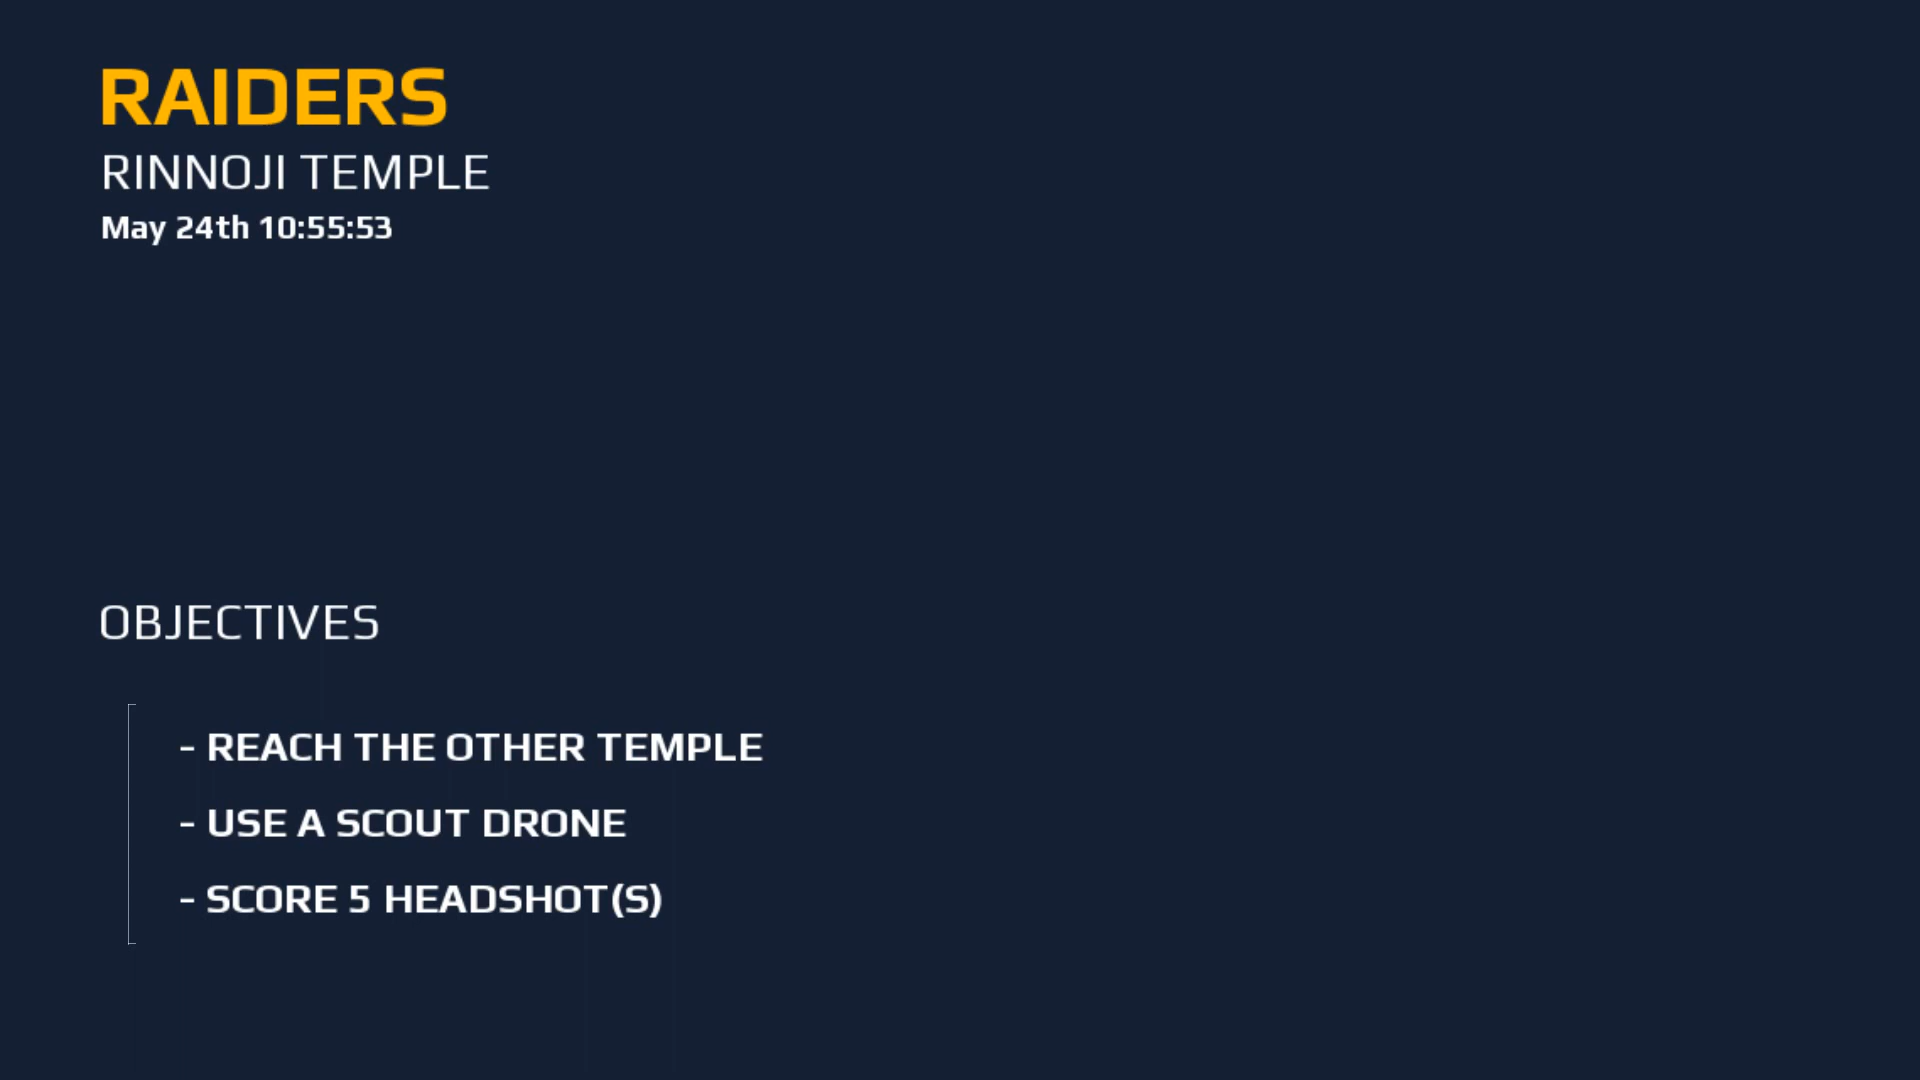 RAIDERS
RINNOJI TEMPLE
May 24th 10:55:53
OBJECTIVES
- REACH THE OTHER TEMPLE
- USE A SCOUT DRONE
- SCORE 5 HEADSHOT(S)